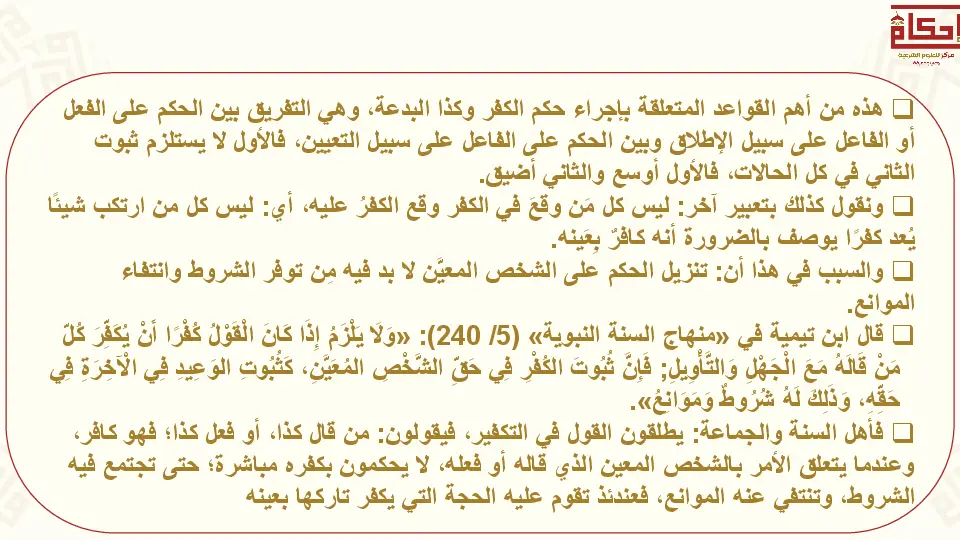 إحكام
مركز للعلوم الشرعية
❑ هذه من أهم القواعد المتعلقة بإجراء حكم الكفر وكذا البدعة، وهي التفريق بين الحكم على الفعل
أو الفاعل على سبيل الإطلاق وبين الحكم على الفاعل على سبيل التعيين، فالأول لا يستلزم ثبوت
الثاني في كل الحالات، فالأول أوسع والثاني أضيق.
❑ ونقول كذلك بتعبير آخر: ليس كل مَن وقعَ في الكفر وقع الكفرُ عليه، أي: ليس كل من ارتكب شيئًا
يُعد كفرًا يوصف بالضرورة أنه كافرٌ بِعَينه.
❑ والسبب في هذا أن: تنزيل الحكم على الشخص المعيَّن لا بد فيه مِن توفر الشروط وانتفاء
الموانع.
❑ قال ابن تيمية في «منهاج السنة النبوية» (5/ 240): «وَلَا يَلْزَمُ إِذَا كَانَ الْقَوْلُ كُفْرًا أَنْ يُكَفِّرَ كُلّ
مَنْ قَالَهُ مَعَ الْجَهْلِ وَالتَّأْوِيلِ; فَإِنَّ ثُبُوتَ الكُفْرِ فِي حَقِّ الشَّخْصِ المُعَيَّنِ، كَثُبُوتِ الوَعِيدِ فِي الْآخِرَةِ فِي
حَقِّهِ، وَذَلِكَ لَهُ شُرُوطٌ وَمَوَانِعُ».
❑ فأهل السنة والجماعة: يطلقون القول في التكفير، فيقولون: من قال كذا، أو فعل كذا؛ فهو كافر،
وعندما يتعلق الأمر بالشخص المعين الذي قاله أو فعله، لا يحكمون بكفره مباشرة؛ حتى تجتمع فيه
الشروط، وتنتفي عنه الموانع، فعندئذ تقوم عليه الحجة التي يكفر تاركها بعينه